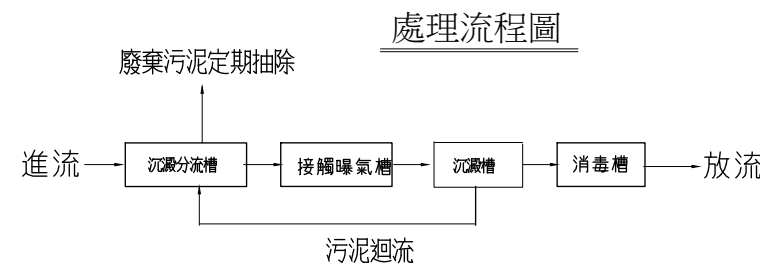 處理流程圖
廢棄污泥定期抽除
進流
沉澱分流槽
接觸曝氣槽
沉澱槽
消毒槽
放流
污泥迴流